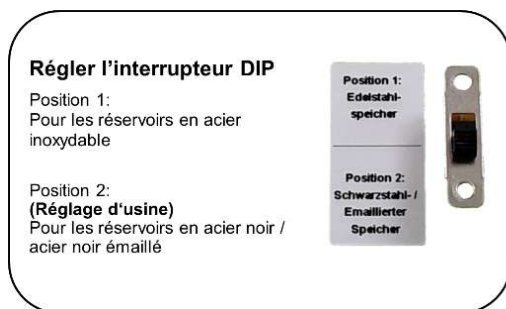 Régler l’interrupteur DIP
Position 1:
Pour les réservoirs en acier
inoxydable
Position 2:
(Réglage d‘usine)
Pour les réservoirs en acier noir /
acier noir émaillé
Position 1:
Edelstahl-
speicher
Position 2:
Schwarzstahl- /
Emaillierter
Speicher